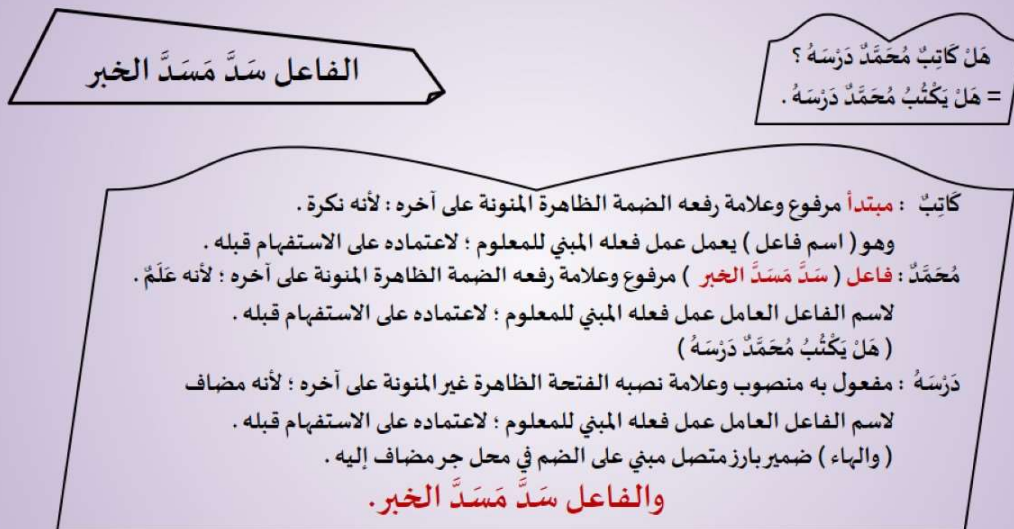 هَلْ كَاتِبٌ مُحَمَّدٌ دَرْسَهُ ؟
= هَلْ يَكْتُبُ مُحَمَّدٌ دَرْسَهُ .
الفاعل سَدَّ مَسَدَّ الخبر
كَاتِبٌ : مبتدأ مرفوع وعلامة رفعه الضمة الظاهرة المنونة على آخره ؛ لأنه نكرة .
وهو ( اسم فاعل ) يعمل عمل فعله المبني للمعلوم ؛ لاعتماده على الاستفهام قبله .
مُحَمَّدٌ : فاعل ( سَدَّ مَسَدَّ الخبر ) مرفوع وعلامة رفعه الضمة الظاهرة المنونة على آخره ؛ لأنه عَلَمٌ .
لاسم الفاعل العامل عمل فعله المبني للمعلوم ؛ لاعتماده على الاستفهام قبله .
( هَلْ يَكْتُبُ مُحَمَّدٌ دَرْسَهُ )
دَرْسَهُ : مفعول به منصوب وعلامة نصبه الفتحة الظاهرة غير المنونة على آخره ؛ لأنه مضاف
لاسم الفاعل العامل عمل فعله المبني للمعلوم ؛ لاعتماده على الاستفهام قبله .
( والهاء ) ضمير بارز متصل مبني على الضم في محل جر مضاف إليه .
والفاعل سَدَّ مَسَدَّ الخبر.